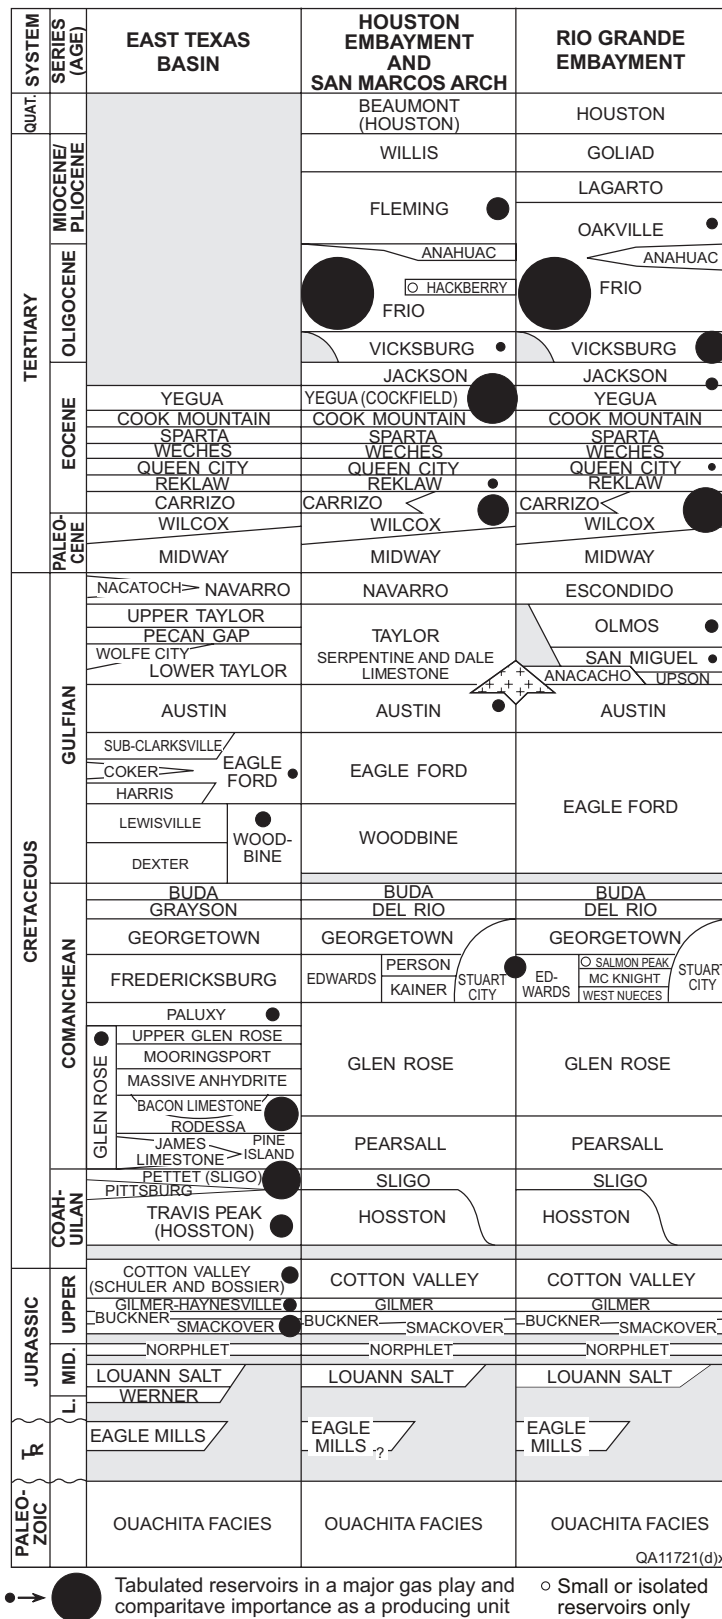 SYSTEM
SERIES
(AGE)
EAST TEXAS
BASIN
HOUSTON
EMBAYMENT
AND
SAN MARCOS ARCH
RIO GRANDE
EMBAYMENT
QUAT.
BEAUMONT
(HOUSTON)
HOUSTON
TERTIARY
MIOCENE/
PLIOCENE
WILLIS
GOLIAD
FLEMING
LAGARTO
OAKVILLE
OLIGOCENE
ANAHUAC
ANAHUAC
HACKBERRY
FRIO
FRIO
VICKSBURG
VICKSBURG
EOCENE
JACKSON
JACKSON
YEGUA
YEGUA (COCKFIELD)
YEGUA
COOK MOUNTAIN
COOK MOUNTAIN
COOK MOUNTAIN
SPARTA
SPARTA
SPARTA
WECHES
WECHES
WECHES
QUEEN CITY
QUEEN CITY
QUEEN CITY
REKLAW
REKLAW
REKLAW
CARRIZO
CARRIZO
CARRIZO
PALEO-
CENE
WILCOX
WILCOX
WILCOX
MIDWAY
MIDWAY
MIDWAY
CRETACEOUS
GULFIAN
NACATOCH
NAVARRO
NAVARRO
ESCONDIDO
UPPER TAYLOR
PECAN GAP
WOLFE CITY
LOWER TAYLOR
TAYLOR
SERPENTINE AND DALE
LIMESTONE
OLMOS
SAN MIGUEL
ANACACHO
UPSON
AUSTIN
AUSTIN
AUSTIN
SUB-CLARKSVILLE
COKER
HARRIS
EAGLE
FORD
EAGLE FORD
EAGLE FORD
LEWISVILLE
DEXTER
WOOD-
BINE
WOODBINE
COMANCHEAN
BUDA
BUDA
BUDA
GRAYSON
DEL RIO
DEL RIO
GEORGETOWN
GEORGETOWN
GEORGETOWN
FREDERICKSBURG
EDWARDS
PERSON
KAINER
STUART
CITY
ED-
WARDS
SALMON PEAK
MC KNIGHT
WEST NUECES
STUART
CITY
PALUXY
GLEN ROSE
UPPER GLEN ROSE
MOORINGSPORT
MASSIVE ANHYDRITE
BACON LIMESTONE
RODESSA
JAMES
LIMESTONE
PINE
ISLAND
GLEN ROSE
GLEN ROSE
PEARSALL
PEARSALL
COAH-
UILAN
PETTET (SLIGO)
PITTSBURG
TRAVIS PEAK
(HOSSTON)
SLIGO
HOSSTON
SLIGO
HOSSTON
JURASSIC
UPPER
COTTON VALLEY
(SCHULER AND BOSSIER)
COTTON VALLEY
COTTON VALLEY
GILMER-HAYNESVILLE
GILMER
GILMER
BUCKNER
SMACKOVER
BUCKNER
SMACKOVER
BUCKNER
SMACKOVER
MID.
NORPHLET
NORPHLET
NORPHLET
LOUANN SALT
LOUANN SALT
LOUANN SALT
L.
WERNER
TR
EAGLE MILLS
EAGLE
MILLS
?
EAGLE
MILLS
PALEO-
ZOIC
OUACHITA FACIES
OUACHITA FACIES
OUACHITA FACIES
QA11721(d)x
Tabulated reservoirs in a major gas play and
comparitave importance as a producing unit
Small or isolated
reservoirs only